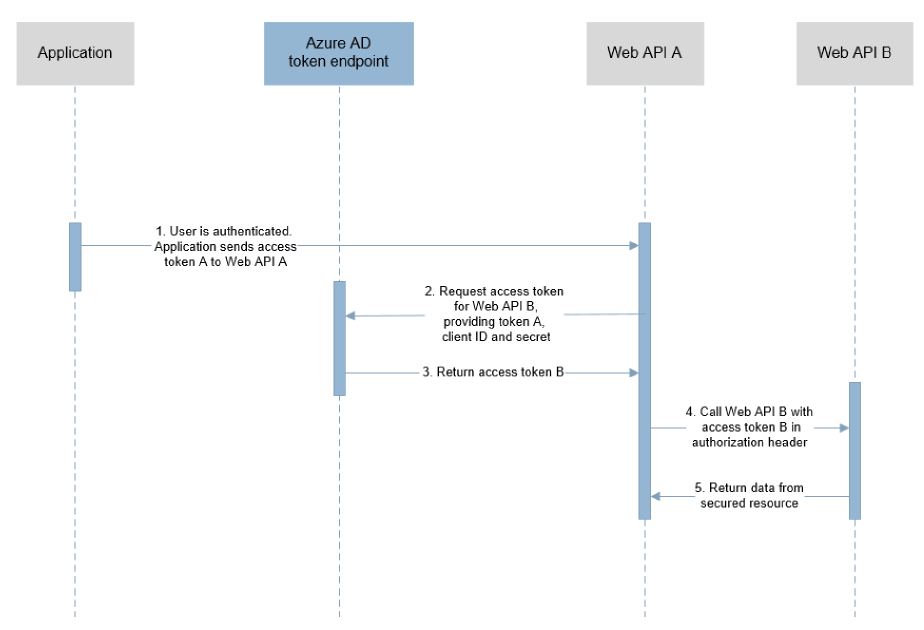 Application
Azure AD
token endpoint
Web API A
Web API B
1. User is authenticated.
Application sends access
token A to Web API A
2. Request access token
for Web API B,
providing token A,
client ID and secret
3. Return access token B
4. Call Web API B with
access token B in
authorization header
5. Return data from
secured resource